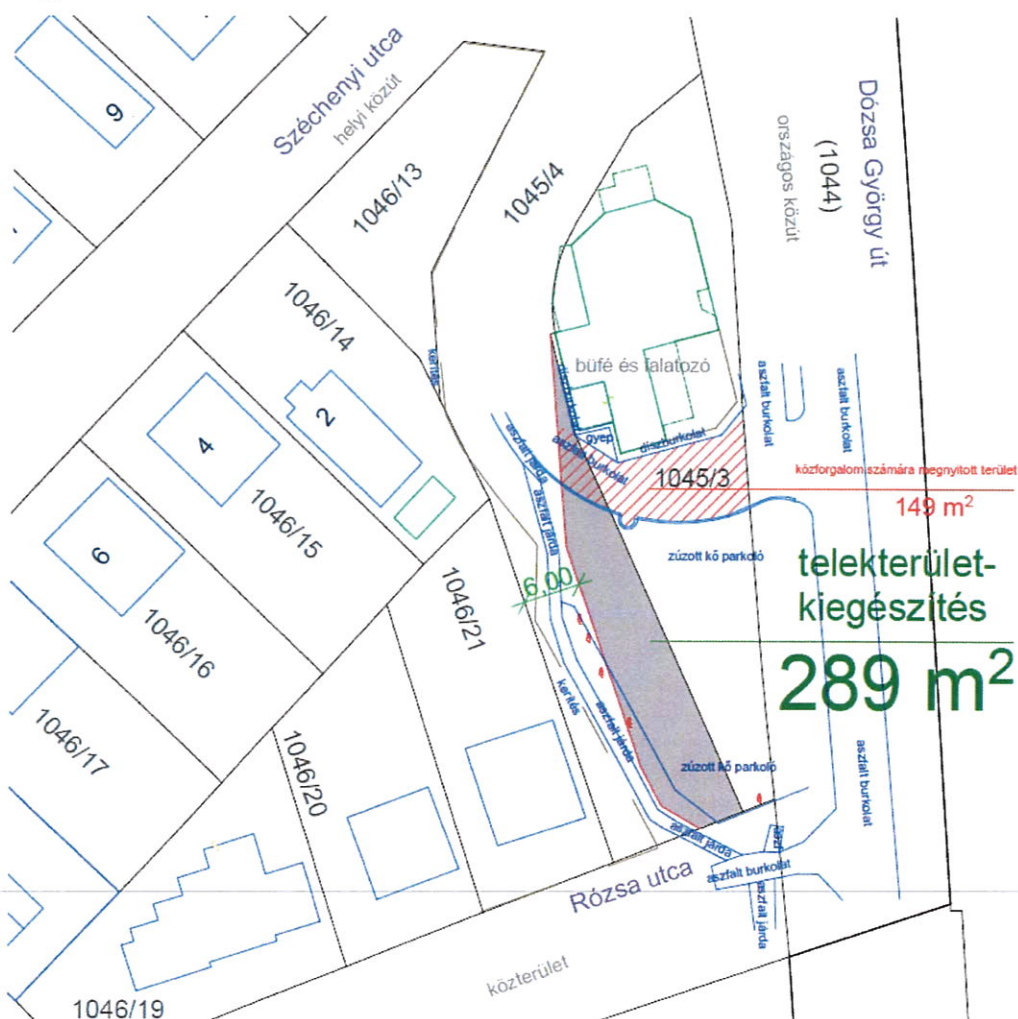 9
Széchenyi utca
helyi közút
1046/13
1045/4
Dózsa György út
(1044)
országos közút
1046/14
kerítés
büfé és falatozó
díszburkolat
aszfalt burkolat
aszfalt burkolat
2
4
gyep
díszburkolat
aszfalt járda
aszfalt burkolat
1045/3
közforgalom számára megnyitott terület
149 m²
1046/15
aszfalt járda
6
zúzott kő parkoló
telekterület-
kiegészítés
289 m²
6,00
1046/21
1046/16
kerítés
aszfalt járda
1046/17
1046/20
zúzott kő parkoló
aszfalt burkolat
aszfalt járda
aszfalt burkolat
aszfalt járda
Rózsa utca
közterület
1046/19